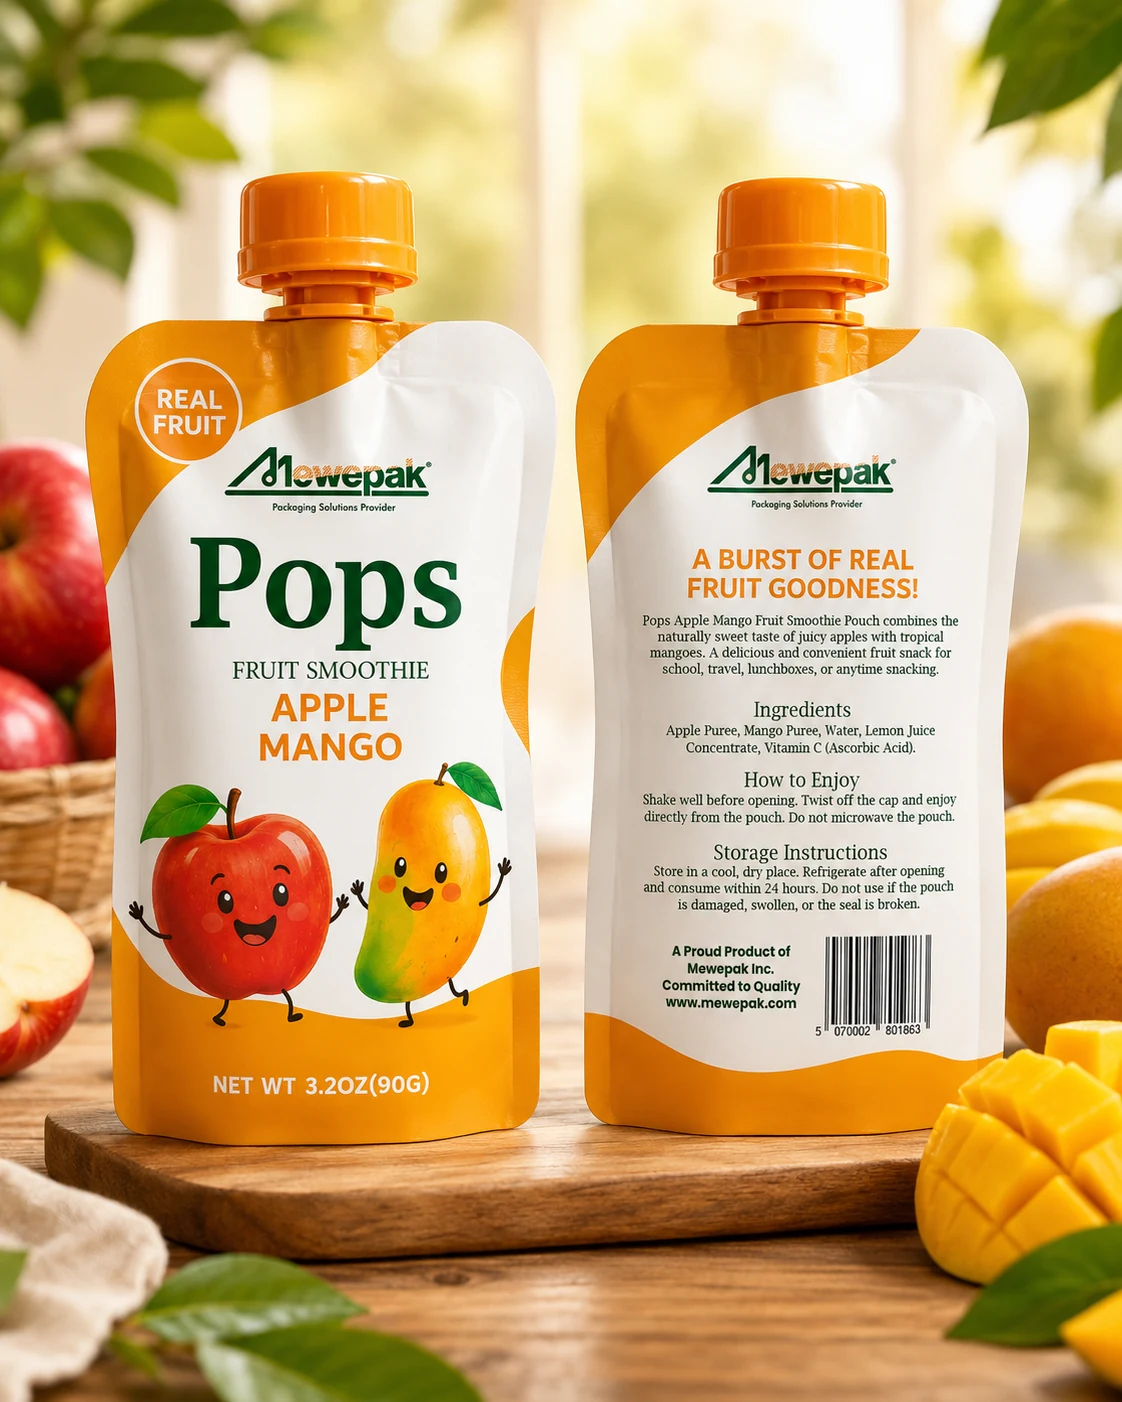 REAL
FRUIT
Mewepak®
Packaging Solutions Provider
Pops
FRUIT SMOOTHIE
APPLE
MANGO
NET WT 3.2OZ(90G)
Mewepak®
Packaging Solutions Provider
A BURST OF REAL
FRUIT GOODNESS!
Pops Apple Mango Fruit Smoothie Pouch combines the
naturally sweet taste of juicy apples with tropical
mangoes. A delicious and convenient fruit snack for
school, travel, lunchboxes, or anytime snacking.
Ingredients
Apple Puree, Mango Puree, Water, Lemon Juice
Concentrate, Vitamin C (Ascorbic Acid).
How to Enjoy
Shake well before opening. Twist off the cap and enjoy
directly from the pouch. Do not microwave the pouch.
Storage Instructions
Store in a cool, dry place. Refrigerate after opening
and consume within 24 hours. Do not use if the pouch
is damaged, swollen, or the seal is broken.
A Proud Product of
Mewepak Inc.
Committed to Quality
www.mewepak.com
5 070002 801863